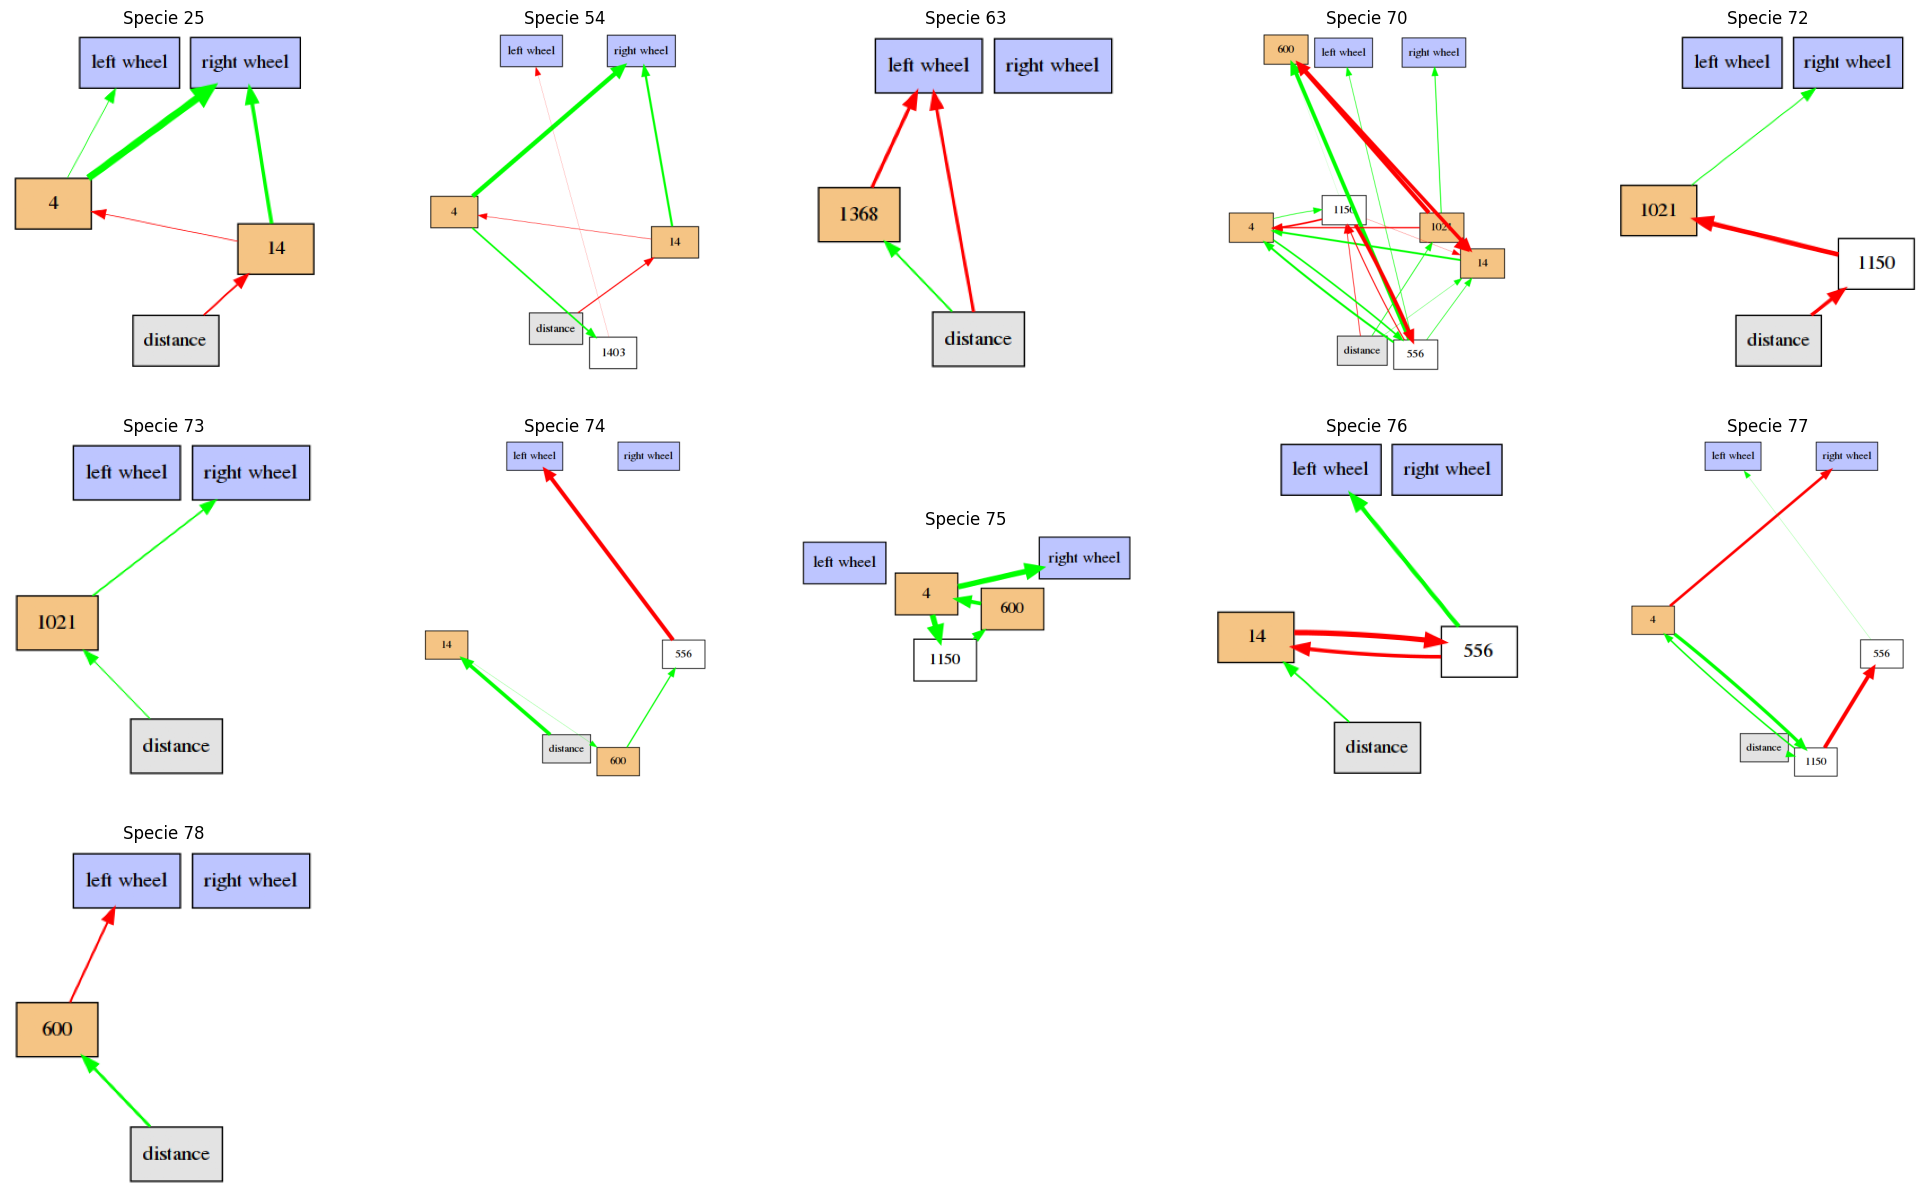 Specie 25
left wheel
right wheel
4
14
distance
Specie 54
left wheel
right wheel
4
14
distance
1403
Specie 63
left wheel
right wheel
1368
distance
Specie 70
600
left wheel
right wheel
1150
4
1021
14
distance
556
Specie 72
left wheel
right wheel
1021
1150
distance
Specie 73
left wheel
right wheel
1021
distance
Specie 74
left wheel
right wheel
14
556
distance
600
Specie 75
left wheel
right wheel
4
600
1150
Specie 76
left wheel
right wheel
14
556
distance
Specie 77
left wheel
right wheel
4
556
distance
1150
Specie 78
left wheel
right wheel
600
distance